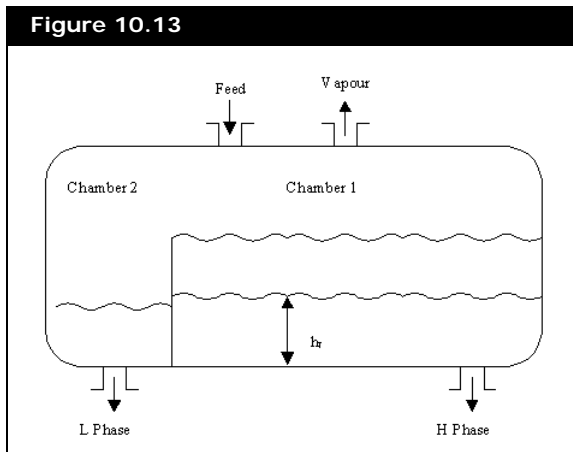 Figure 10.13
Feed
Vapour
Chamber 2
Chamber 1
hr
L Phase
H Phase